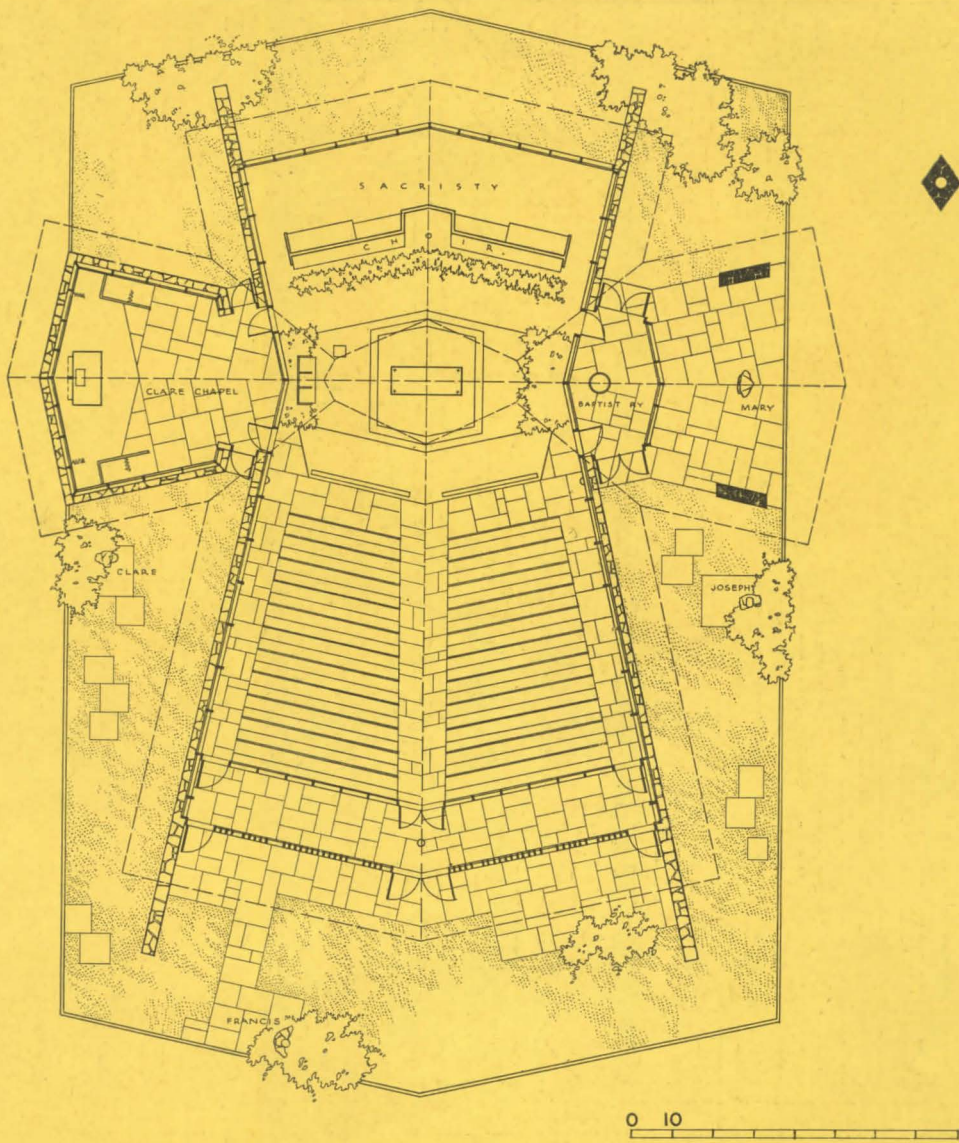 SACRISTY
CHOIR
CLARE CHAPEL
BAPTISTRY
MARY
CLARE
JOSEPH
FRANCIS
0 10